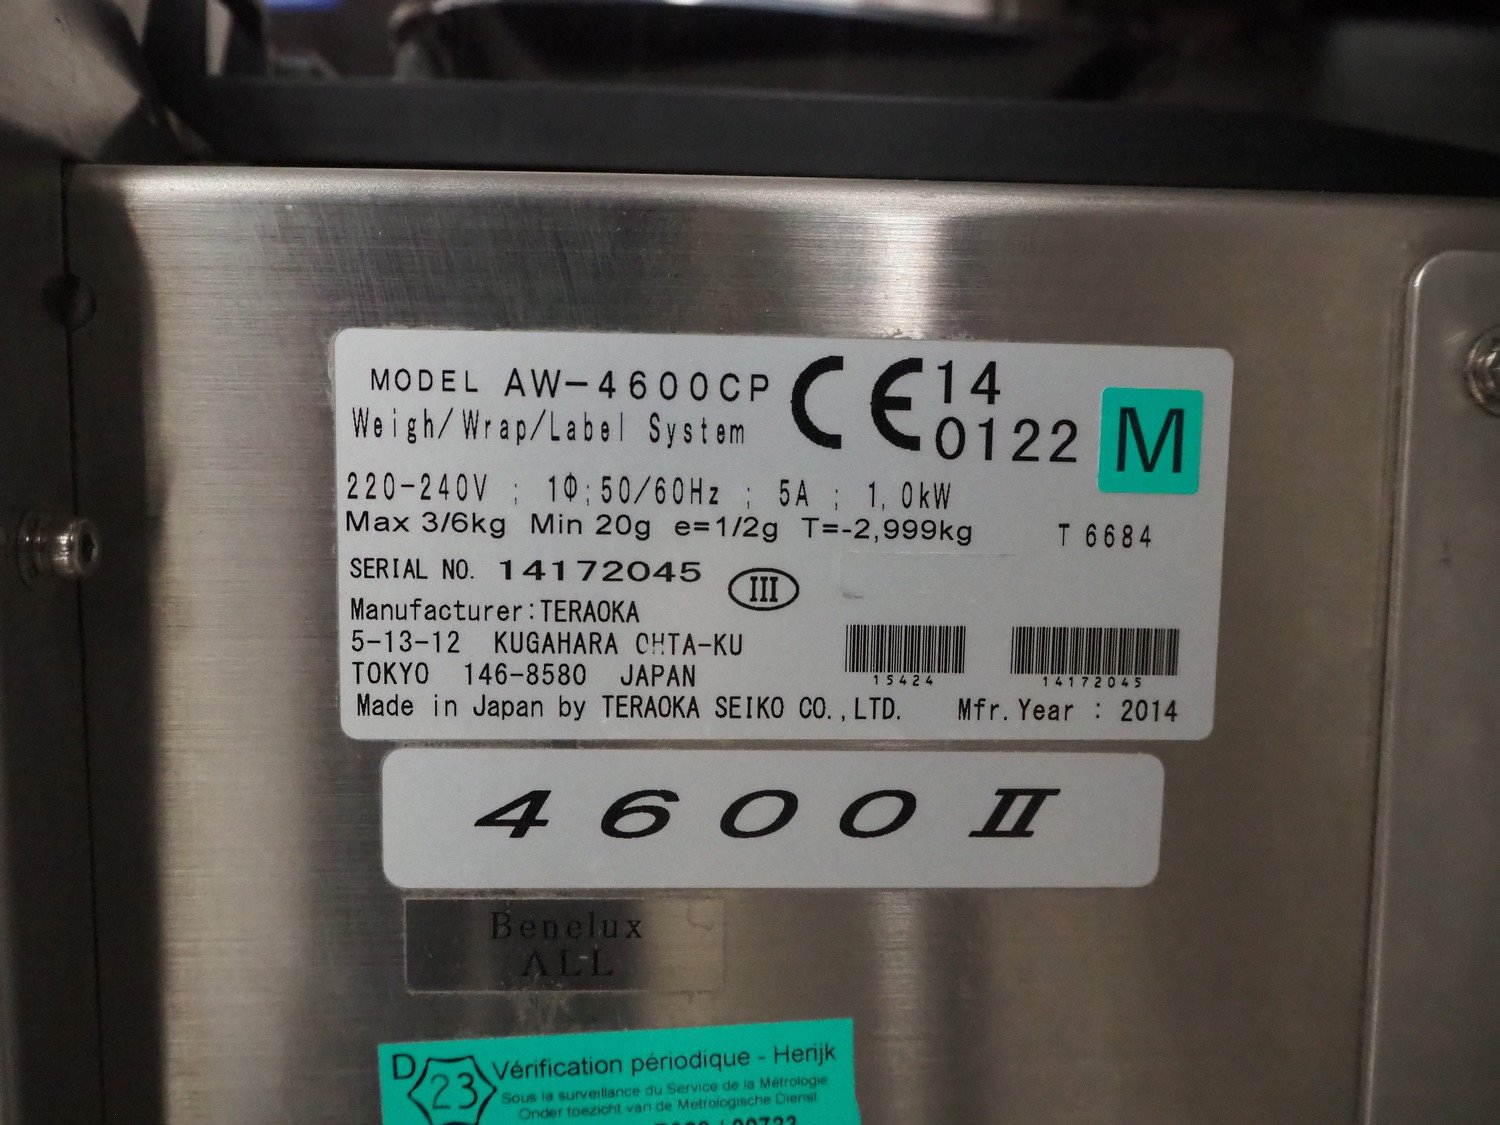 MODEL AW-4600CP CE 14
0122 M
Weigh/Wrap/Label System
220-240V ; 1Φ;50/60Hz ; 5A ; 1,0kW
Max 3/6kg Min 20g e=1/2g T=-2,999kg
T 6684
SERIAL NO. 14172045 III
Manufacturer:TERAOKA
5-13-12 KUGAHARA OHTA-KU
TOKYO 146-8580 JAPAN
15424 14172045
Made in Japan by TERAOKA SEIKO CO.,LTD. Mfr.Year : 2014
4600 II
Benelux
ALL
D 23 Vérification périodique - Herijk
Sous la surveillance du Service de la Métrologie
Onder toezicht van de Metrologische Dienst